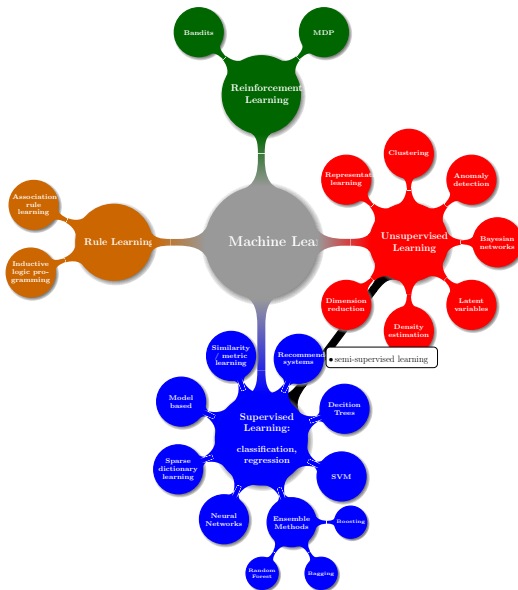 Bandits
MDP
Reinforcement
Learning
Clustering
Representat
learning
Anomaly
detection
Association
rule
learning
Rule Learning
Machine Lea
Unsupervised
Learning
Bayesian
networks
Inductive
logic pro-
gramming
Dimension
reduction
Latent
variables
Density
estimation
Similarity
/ metric
learning
Recommend
systems
• semi-supervised learning
Model
based
Decition
Trees
Supervised
Learning:
classification,
regression
Sparse
dictionary
learning
SVM
Neural
Networks
Ensemble
Methods
Boosting
Random
Forest
Bagging